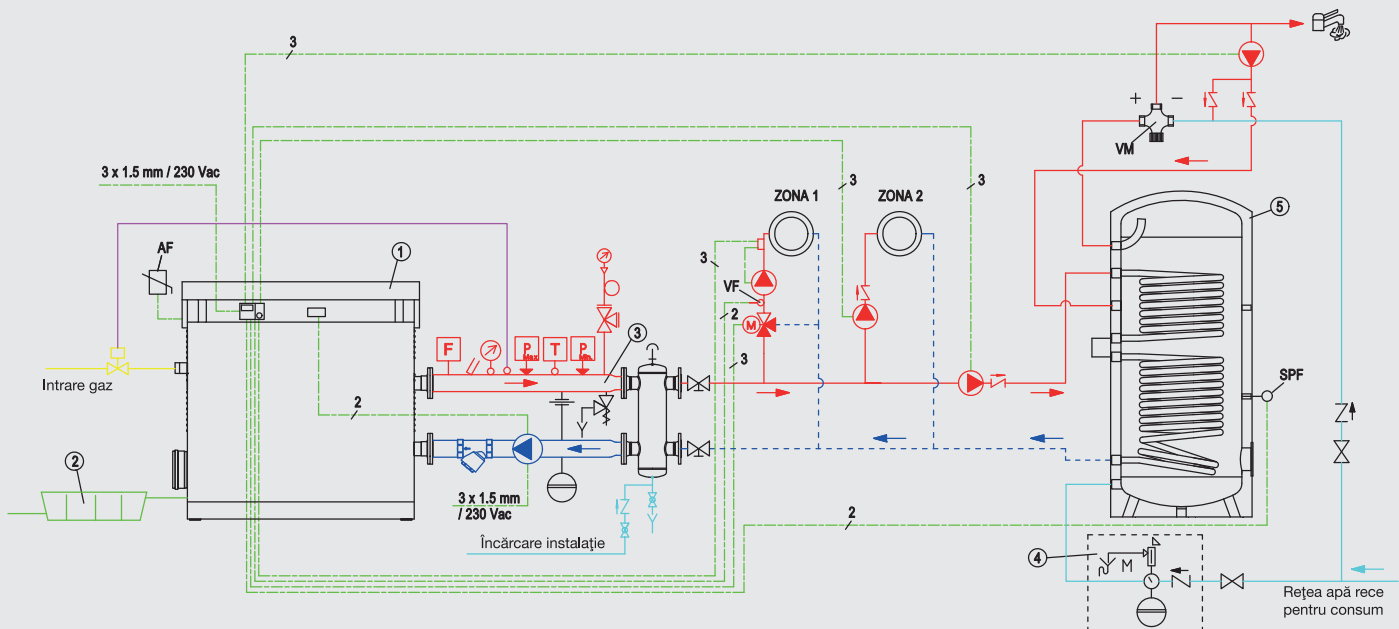 3
+ −
VM
3 x 1.5 mm / 230 Vac
3
3
ZONA 1
ZONA 2
5
AF
1
3
VF
2
M
3
F
P
Max
T
P
Min
3
Intrare gaz
2
SPF
2
3 x 1.5 mm
/ 230 Vac
2
Încărcare instalație
4
M
Reţea apă rece
pentru consum